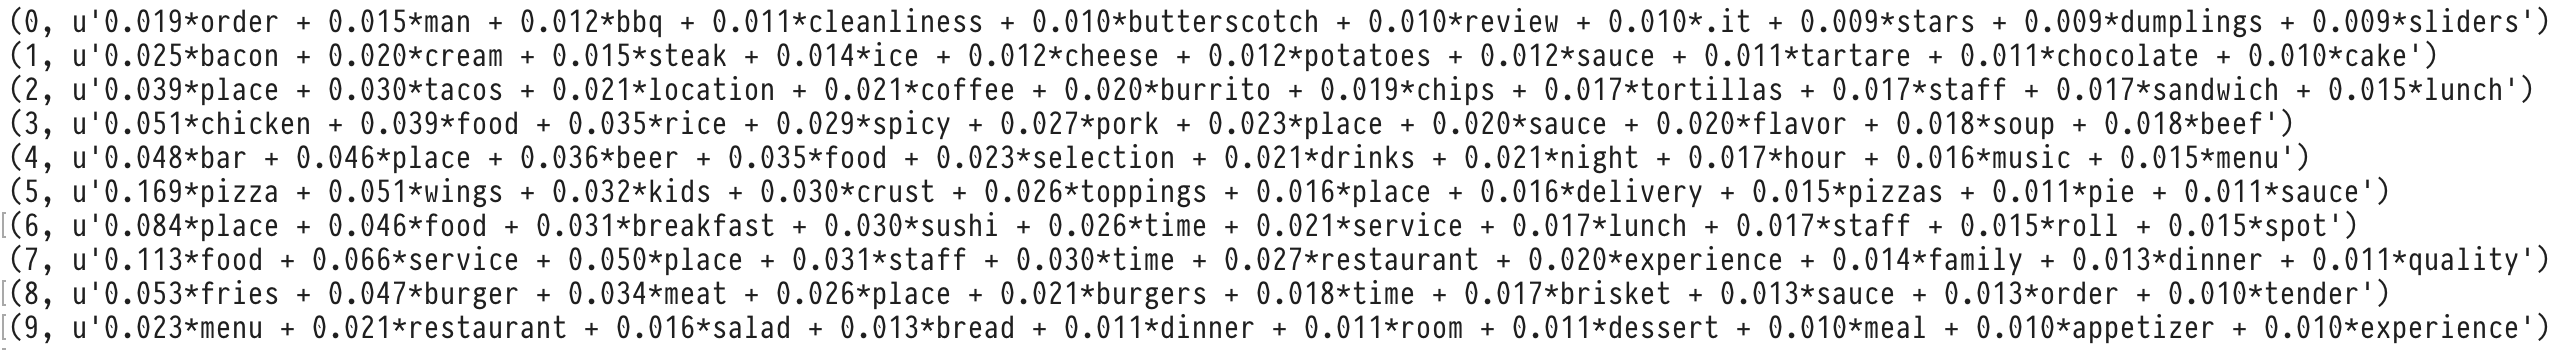 (0, u'0.019*order + 0.015*man + 0.012*bbq + 0.011*cleanliness + 0.010*butterscotch + 0.010*review + 0.010*.it + 0.009*stars + 0.009*dumplings + 0.009*sliders')
(1, u'0.025*bacon + 0.020*cream + 0.015*steak + 0.014*ice + 0.012*cheese + 0.012*potatoes + 0.012*sauce + 0.011*tartare + 0.011*chocolate + 0.010*cake')
(2, u'0.039*place + 0.030*tacos + 0.021*location + 0.021*coffee + 0.020*burrito + 0.019*chips + 0.017*tortillas + 0.017*staff + 0.017*sandwich + 0.015*lunch')
(3, u'0.051*chicken + 0.039*food + 0.035*rice + 0.029*spicy + 0.027*pork + 0.023*place + 0.020*sauce + 0.020*flavor + 0.018*soup + 0.018*beef')
(4, u'0.048*bar + 0.046*place + 0.036*beer + 0.035*food + 0.023*selection + 0.021*drinks + 0.021*night + 0.017*hour + 0.016*music + 0.015*menu')
(5, u'0.169*pizza + 0.051*wings + 0.032*kids + 0.030*crust + 0.026*toppings + 0.016*place + 0.016*delivery + 0.015*pizzas + 0.011*pie + 0.011*sauce')
[(6, u'0.084*place + 0.046*food + 0.031*breakfast + 0.030*sushi + 0.026*time + 0.021*service + 0.017*lunch + 0.017*staff + 0.015*roll + 0.015*spot')
(7, u'0.113*food + 0.066*service + 0.050*place + 0.031*staff + 0.030*time + 0.027*restaurant + 0.020*experience + 0.014*family + 0.013*dinner + 0.011*quality')
[(8, u'0.053*fries + 0.047*burger + 0.034*meat + 0.026*place + 0.021*burgers + 0.018*time + 0.017*brisket + 0.013*sauce + 0.013*order + 0.010*tender')
[(9, u'0.023*menu + 0.021*restaurant + 0.016*salad + 0.013*bread + 0.011*dinner + 0.011*room + 0.011*dessert + 0.010*meal + 0.010*appetizer + 0.010*experience')